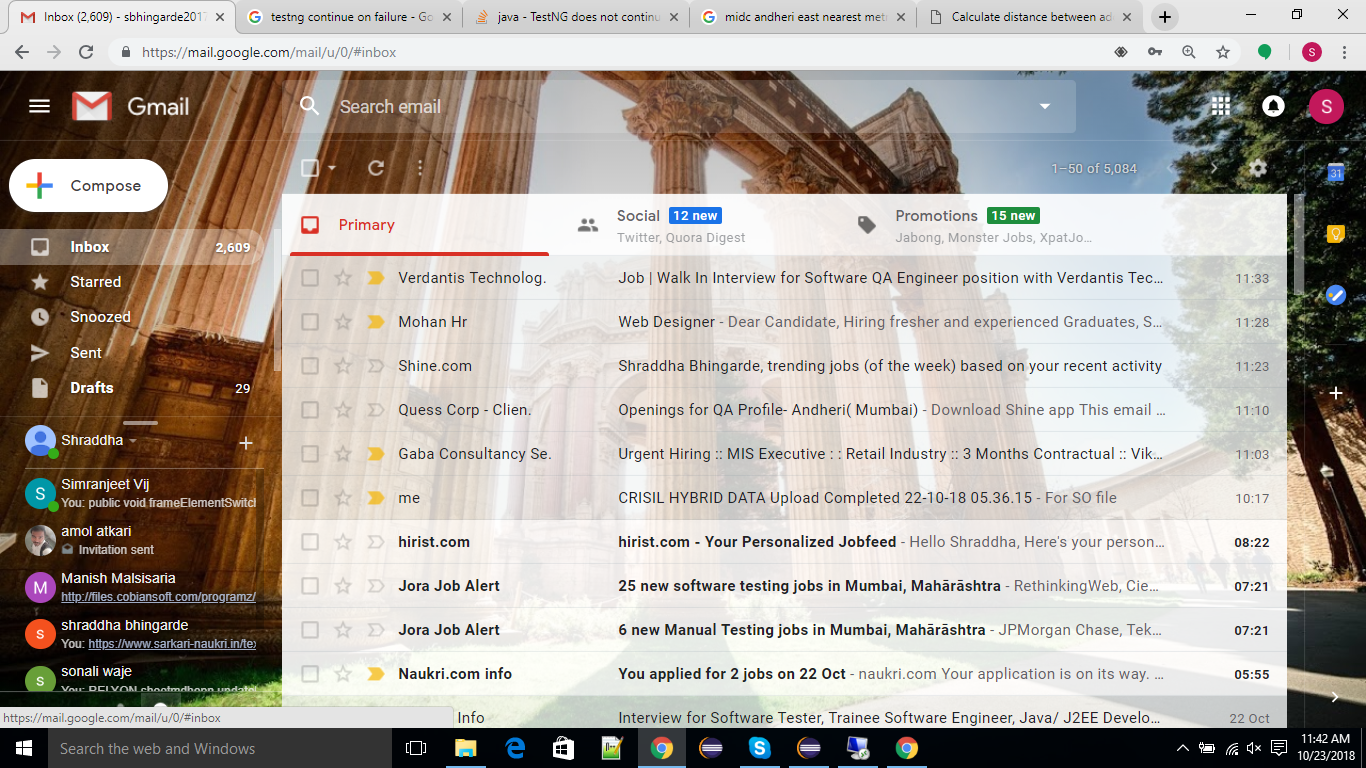 Inbox (2,609) - sbhingarde2017
testng continue on failure - Go
java - TestNG does not continu
midc andheri east nearest met
Calculate distance between ad
https://mail.google.com/mail/u/0/#inbox
S
Gmail
Search email
S
1–50 of 5,084
Compose
31
Primary
Social 12 new
Twitter, Quora Digest
Promotions 15 new
Jabong, Monster Jobs, XpatJo...
Inbox 2,609
Starred
Snoozed
Sent
Drafts 29
Verdantis Technolog. Job | Walk In Interview for Software QA Engineer position with Verdantis Tec... 11:33
Mohan Hr Web Designer - Dear Candidate, Hiring fresher and experienced Graduates, S... 11:28
Shine.com Shraddha Bhingarde, trending jobs (of the week) based on your recent activity 11:23
Quess Corp - Clien. Openings for QA Profile- Andheri( Mumbai) - Download Shine app This email ... 11:10
Gaba Consultancy Se. Urgent Hiring :: MIS Executive : : Retail Industry :: 3 Months Contractual :: Vik... 11:03
me CRISIL HYBRID DATA Upload Completed 22-10-18 05.36.15 - For SO file 10:17
hirist.com hirist.com - Your Personalized Jobfeed - Hello Shraddha, Here's your person... 08:22
Jora Job Alert 25 new software testing jobs in Mumbai, Mahārāshtra - RethinkingWeb, Cie... 07:21
Jora Job Alert 6 new Manual Testing jobs in Mumbai, Mahārāshtra - JPMorgan Chase, Tek... 07:21
Naukri.com info You applied for 2 jobs on 22 Oct - naukri.com Your application is on its way. ... 05:55
Info Interview for Software Tester, Trainee Software Engineer, Java/ J2EE Develo... 22 Oct
Shraddha
S
Simranjeet Vij
You: public void frameElementSwitch
amol atkari
Invitation sent
M
Manish Malsisaria
http://files.cobiansoft.com/programz/
S
shraddha bhingarde
You: https://www.sarkari-naukri.in/te
S
sonali waje
https://mail.google.com/mail/u/0/#inbox
Search the web and Windows
11:42 AM
10/23/2018